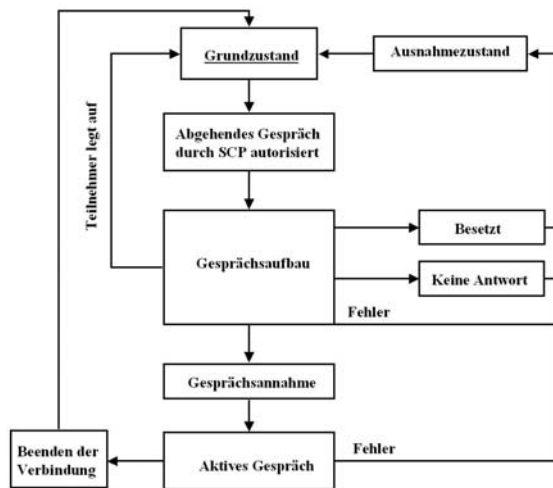 Grundzustand
Ausnahmezustand
Teilnehmer legt auf
Abgehendes Gespräch
durch SCP autorisiert
Gesprächsaufbau
Besetzt
Keine Antwort
Fehler
Gesprächsannahme
Beenden der
Verbindung
Aktives Gespräch
Fehler